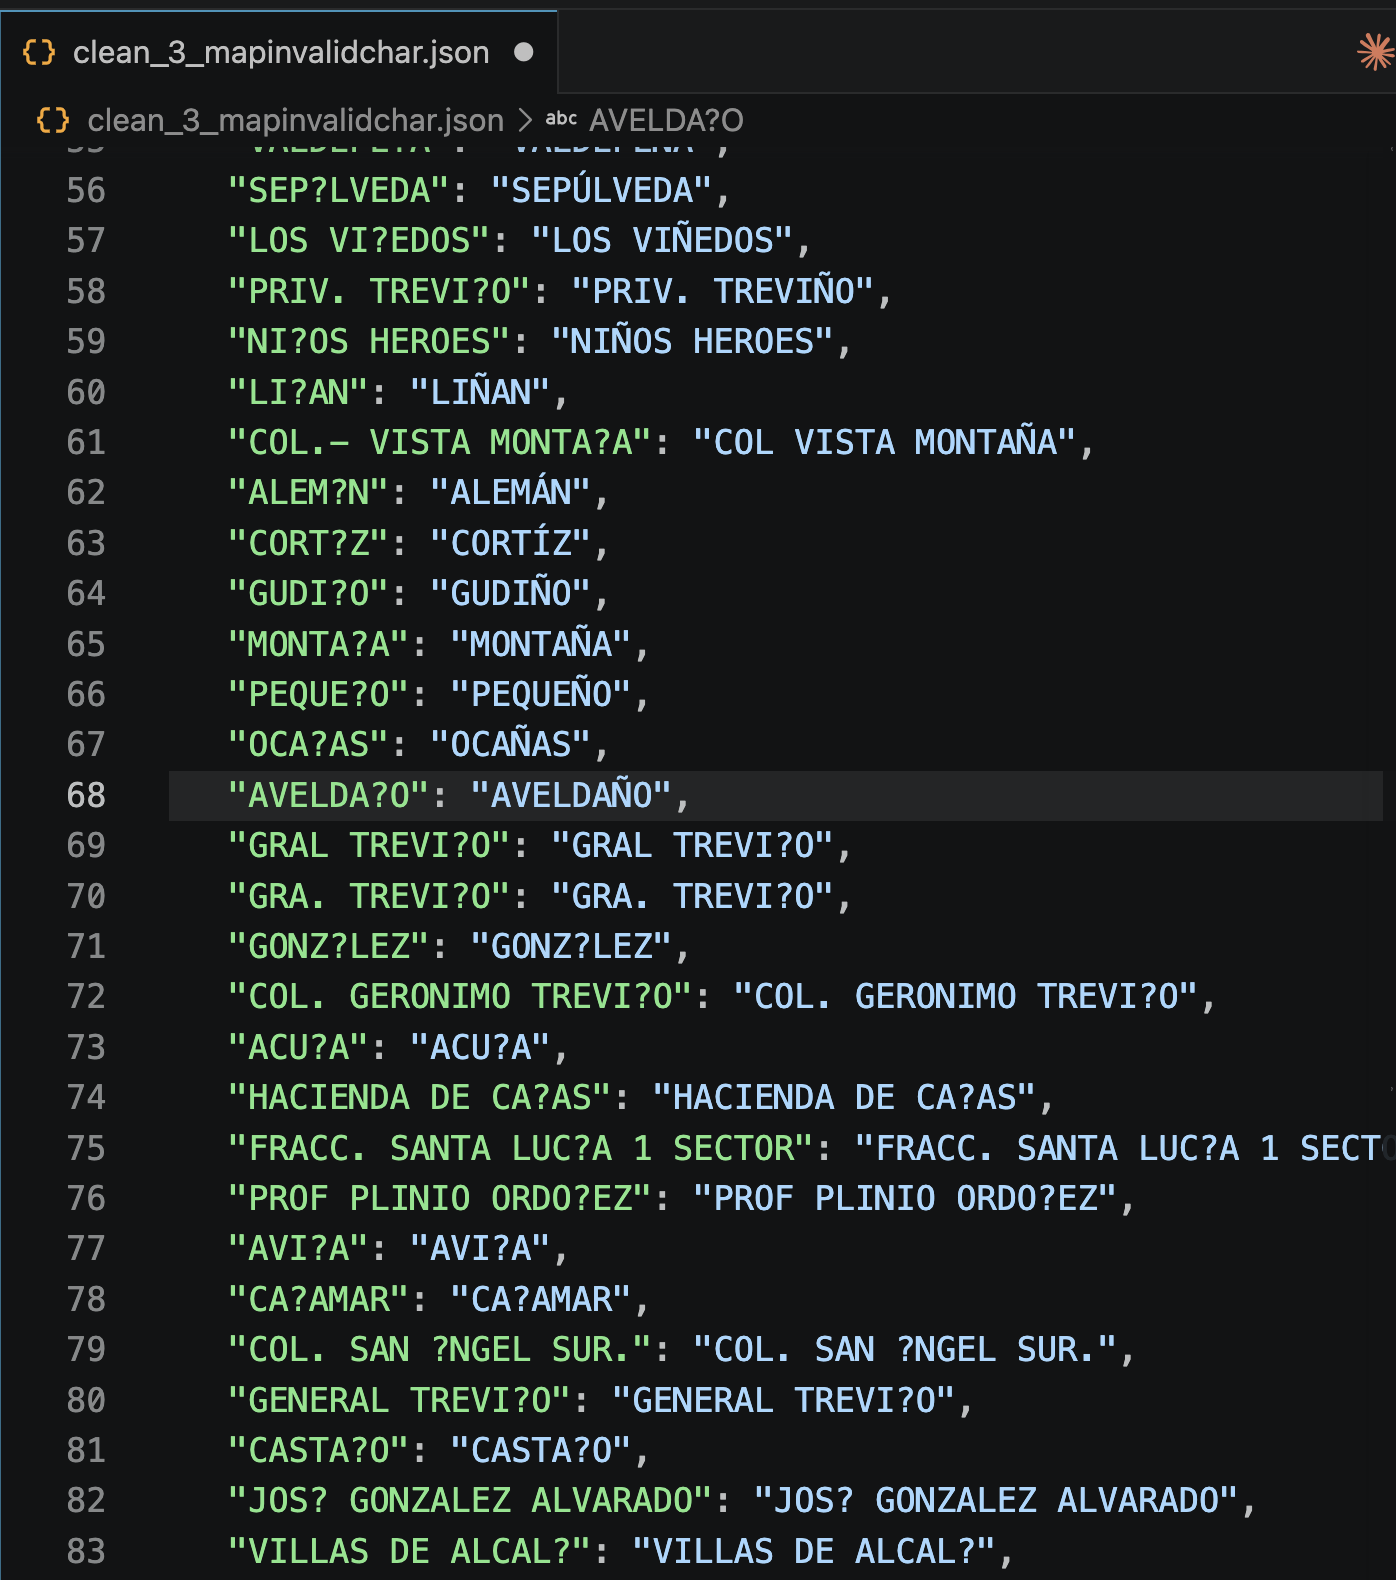 clean_3_mapinvalidchar.json
clean_3_mapinvalidchar.json > abc AVELDA?O
56 "SEP?LVEDA": "SEPÚLVEDA",
57 "LOS VI?EDOS": "LOS VIÑEDOS",
58 "PRIV. TREVI?O": "PRIV. TREVIÑO",
59 "NI?OS HEROES": "NIÑOS HEROES",
60 "LI?AN": "LIÑAN",
61 "COL.– VISTA MONTA?A": "COL VISTA MONTAÑA",
62 "ALEM?N": "ALEMÁN",
63 "CORT?Z": "CORTÍZ",
64 "GUDI?O": "GUDIÑO",
65 "MONTA?A": "MONTAÑA",
66 "PEQUE?O": "PEQUEÑO",
67 "OCA?AS": "OCAÑAS",
68 "AVELDA?O": "AVELDAÑO",
69 "GRAL TREVI?O": "GRAL TREVI?O",
70 "GRA. TREVI?O": "GRA. TREVI?O",
71 "GONZ?LEZ": "GONZ?LEZ",
72 "COL. GERONIMO TREVI?O": "COL. GERONIMO TREVI?O",
73 "ACU?A": "ACU?A",
74 "HACIENDA DE CA?AS": "HACIENDA DE CA?AS",
75 "FRACC. SANTA LUC?A 1 SECTOR": "FRACC. SANTA LUC?A 1 SECTO
76 "PROF PLINIO ORDO?EZ": "PROF PLINIO ORDO?EZ",
77 "AVI?A": "AVI?A",
78 "CA?AMAR": "CA?AMAR",
79 "COL. SAN ?NGEL SUR.": "COL. SAN ?NGEL SUR.",
80 "GENERAL TREVI?O": "GENERAL TREVI?O",
81 "CASTA?O": "CASTA?O",
82 "JOS? GONZALEZ ALVARADO": "JOS? GONZALEZ ALVARADO",
83 "VILLAS DE ALCAL?": "VILLAS DE ALCAL?",